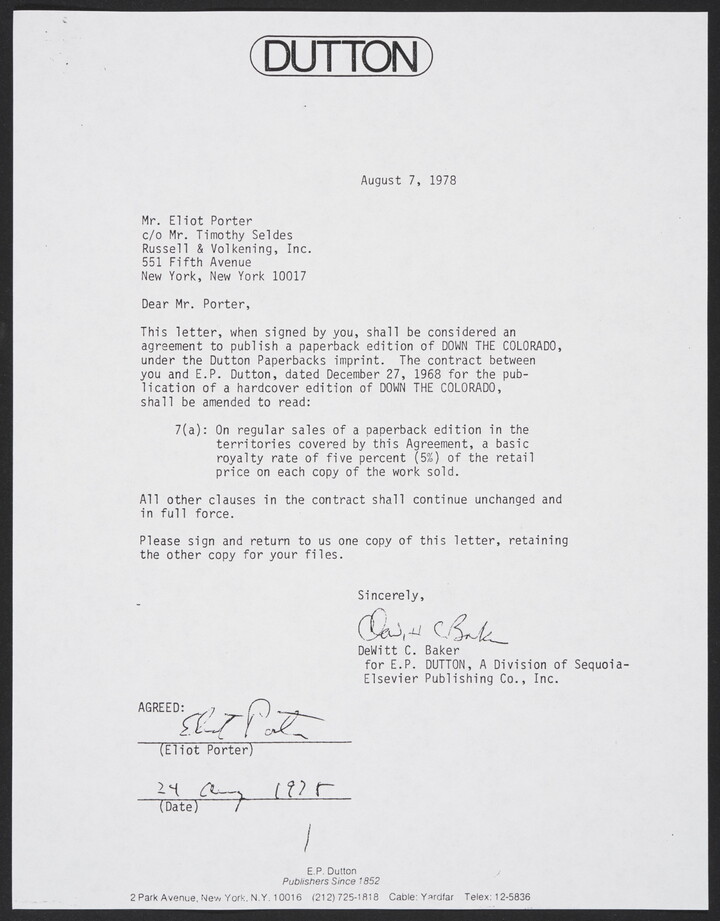 DUTTON
August 7, 1978
Mr. Eliot Porter
c/o Mr. Timothy Seldes
Russell & Volkening, Inc.
551 Fifth Avenue
New York, New York 10017
Dear Mr. Porter,
This letter, when signed by you, shall be considered an
agreement to publish a paperback edition of DOWN THE COLORADO,
under the Dutton Paperbacks imprint. The contract between
you and E.P. Dutton, dated December 27, 1968 for the pub-
lication of a hardcover edition of DOWN THE COLORADO,
shall be amended to read:
7(a): On regular sales of a paperback edition in the
territories covered by this Agreement, a basic
royalty rate of five percent (5%) of the retail
price on each copy of the work sold.
All other clauses in the contract shall continue unchanged and
in full force.
Please sign and return to us one copy of this letter, retaining
the other copy for your files.
Sincerely,
DeWitt C Baker
DeWitt C. Baker
for E.P. DUTTON, A Division of Sequoia-
Elsevier Publishing Co., Inc.
AGREED:
Eliot Porter
(Eliot Porter)
24 Aug 1978
(Date)
E.P. Dutton
Publishers Since 1852
2 Park Avenue, New York, N.Y. 10016 (212) 725-1818 Cable: Yardfar Telex: 12-5836